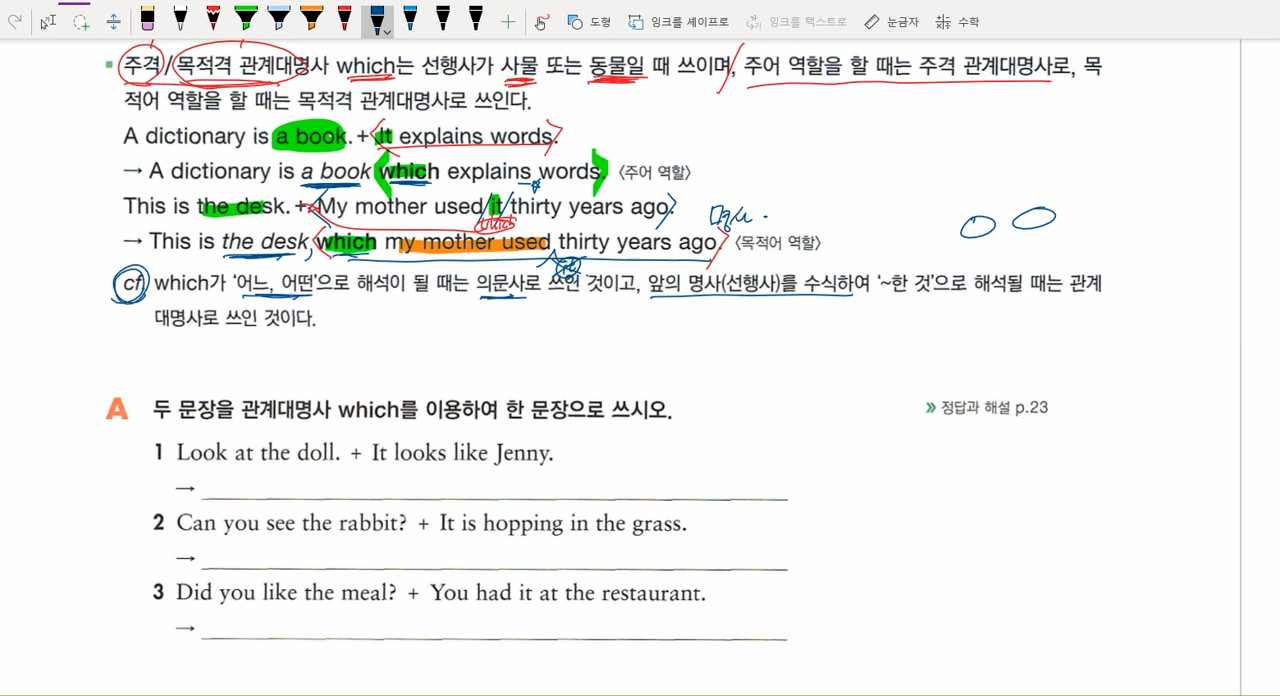 도형 잉크를 셰이프로 잉크를 텍스트로 눈금자 수학
주격/목적격 관계대명사 which는 선행사가 사물 또는 동물일 때 쓰이며, 주어 역할을 할 때는 주격 관계대명사로, 목
적어 역할을 할 때는 목적격 관계대명사로 쓰인다.
A dictionary is a book. + It explains words.
→ A dictionary is a book which explains words. 〈주어 역할〉
This is the desk. + My mother used it thirty years ago.
which
명사.
→ This is the desk which my mother used thirty years ago. 〈목적어 역할〉
cf which가 ‘어느, 어떤’으로 해석이 될 때는 의문사로 쓰인 것이고, 앞의 명사(선행사)를 수식하여 ‘~한 것’으로 해석될 때는 관계
대명사로 쓰인 것이다.
A 두 문장을 관계대명사 which를 이용하여 한 문장으로 쓰시오. » 정답과 해설 p.23
1 Look at the doll. + It looks like Jenny.
→
2 Can you see the rabbit? + It is hopping in the grass.
→
3 Did you like the meal? + You had it at the restaurant.
→